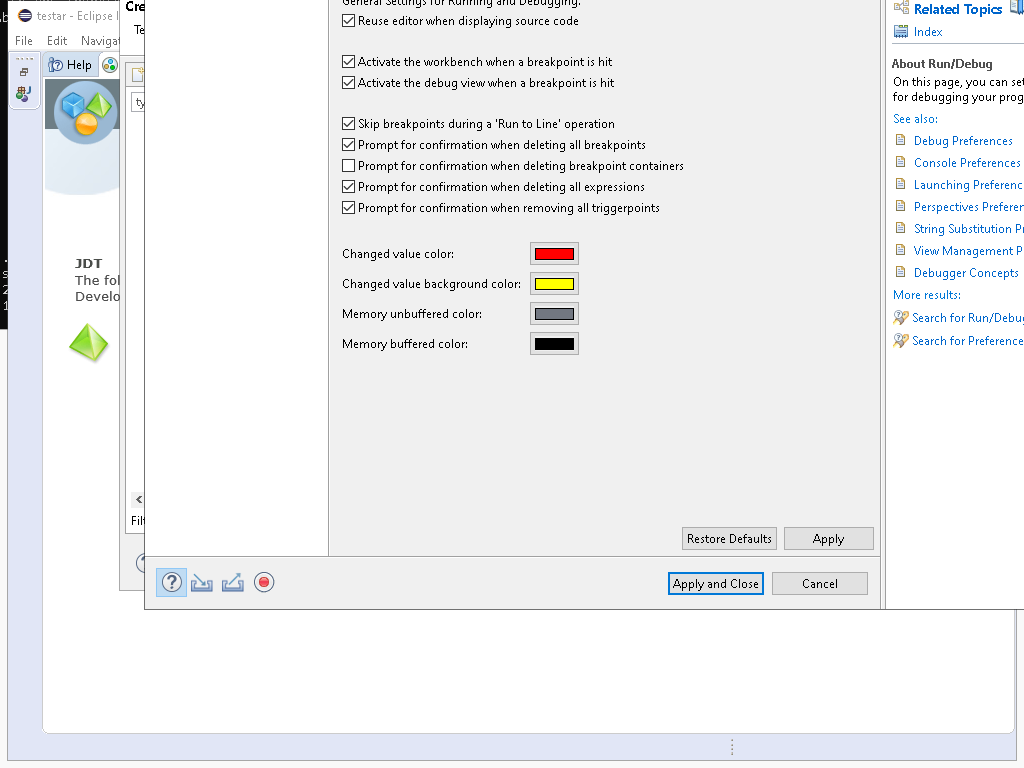 testar - Eclipse I
File Edit Navigat
Help
JDT
The fol
Develo
Cre
Te
ty
Filt
General Settings for Running and Debugging.
Reuse editor when displaying source code
Activate the workbench when a breakpoint is hit
Activate the debug view when a breakpoint is hit
Skip breakpoints during a 'Run to Line' operation
Prompt for confirmation when deleting all breakpoints
Prompt for confirmation when deleting breakpoint containers
Prompt for confirmation when deleting all expressions
Prompt for confirmation when removing all triggerpoints
Changed value color:
Changed value background color:
Memory unbuffered color:
Memory buffered color:
Restore Defaults Apply
Apply and Close Cancel
Related Topics
Index
About Run/Debug
On this page, you can set
for debugging your prog
See also:
Debug Preferences
Console Preferences
Launching Preferenc
Perspectives Preferen
String Substitution Pr
View Management P
Debugger Concepts
More results:
Search for Run/Debug
Search for Preference